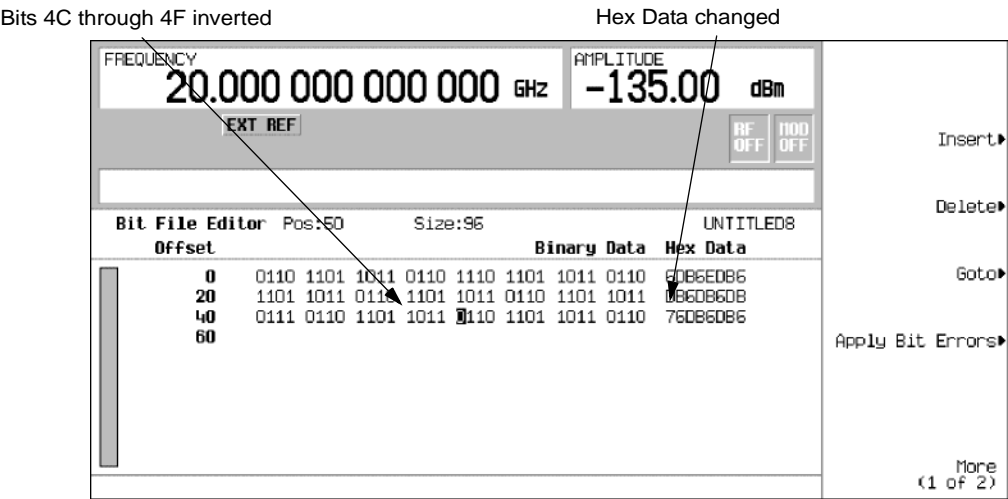 Bits 4C through 4F inverted
Hex Data changed
FREQUENCY
20.000 000 000 000 GHz
AMPLITUDE
-135.00 dBm
EXT REF
RF OFF
MOD OFF
Insert
Delete
Goto
Apply Bit Errors
More
(1 of 2)
Bit File Editor Pos:50 Size:96 UNTITLED8
Offset Binary Data Hex Data
0 0110 1101 1011 0110 1110 1101 1011 0110 6DB6EDB6
20 1101 1011 0110 1101 1011 0110 1101 1011 DB6DB6DB
40 0111 0110 1101 1011 0110 1101 1011 0110 76DB6DB6
60